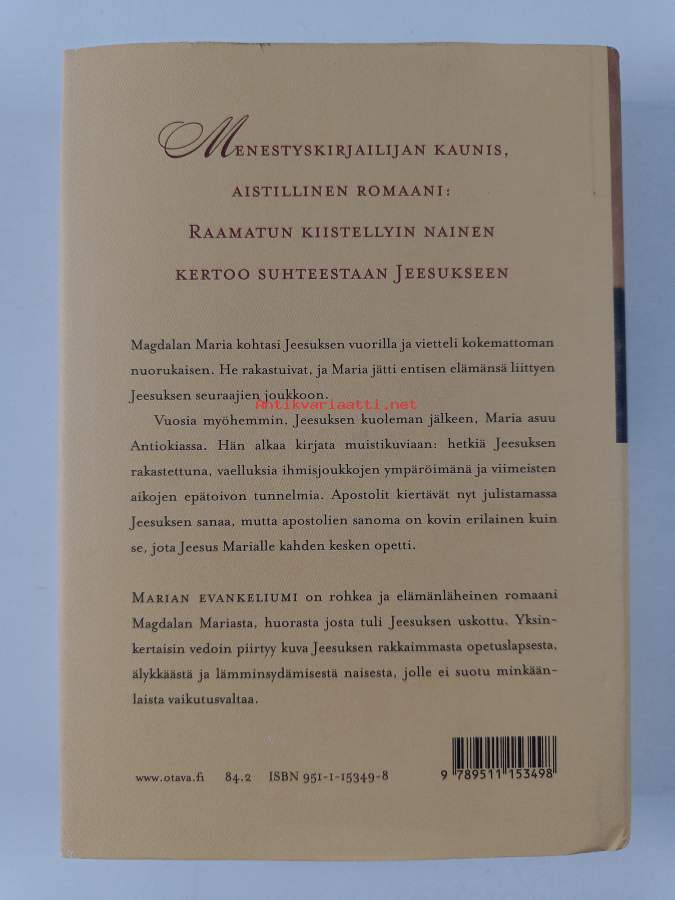 Menestyskirjailijan kaunis,
aistillinen romaani:
Raamatun kiistellyin nainen
kertoo suhteestaan Jeesukseen
Magdalan Maria kohtasi Jeesuksen vuorilla ja vietteli kokemattoman
nuorukaisen. He rakastuivat, ja Maria jätti entisen elämänsä liittyen
Jeesuksen seuraajien joukkoon.
Antikvariaatti.net
Vuosia myöhemmin, Jeesuksen kuoleman jälkeen, Maria asuu
Antiokiassa. Hän alkaa kirjata muistikuviaan: hetkiä Jeesuksen
rakastettuna, vaelluksia ihmisjoukkojen ympäröimänä ja viimeisten
aikojen epätoivon tunnelmia. Apostolit kiertävät nyt julistamassa
Jeesuksen sanaa, mutta apostolien sanoma on kovin erilainen kuin
se, jota Jeesus Marialle kahden kesken opetti.
Marian evankeliumi on rohkea ja elämänläheinen romaani
Magdalan Mariasta, huorasta josta tuli Jeesuksen uskottu. Yksin-
kertaisin vedoin piirtyy kuva Jeesuksen rakkaimmasta opetuslapsesta,
älykkäästä ja lämminsydämisestä naisesta, jolle ei suotu minkään-
laista vaikutusvaltaa.
www.otava.fi 84.2 ISBN 951-1-15349-8
9 789511 153498